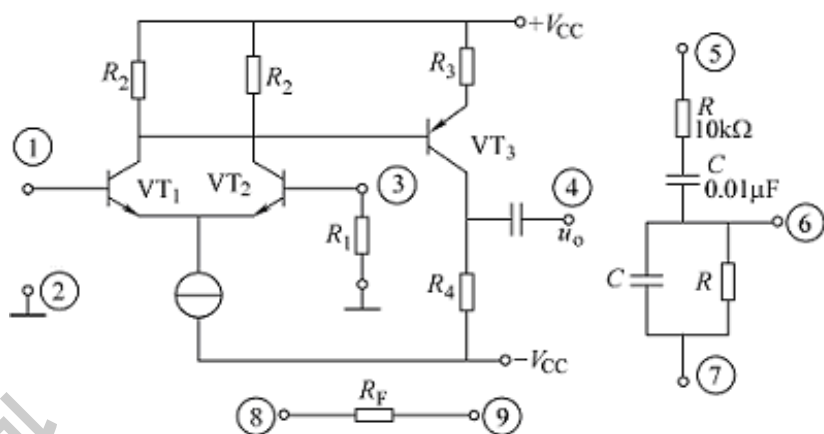 +V_CC
R_2
R_2
R_3
①
VT_1
VT_2
③
VT_3
④
u_o
R_1
②
R_4
−V_CC
⑧
R_F
⑨
⑤
R
10kΩ
C
0.01μF
⑥
C
R
⑦